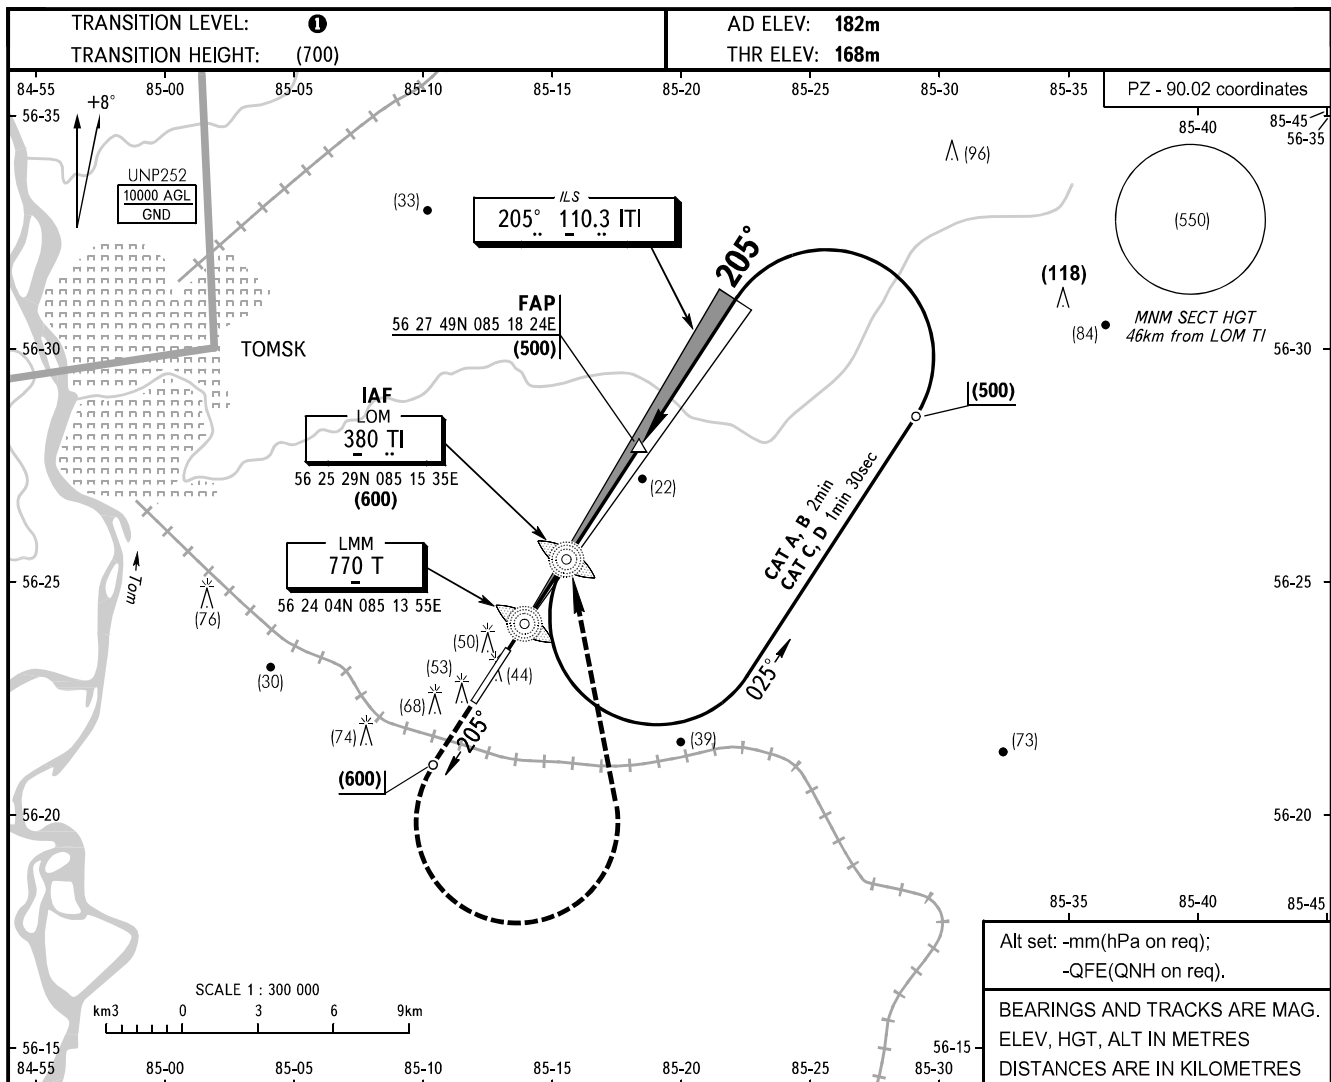 TRANSITION LEVEL: ❶
TRANSITION HEIGHT: (700)
AD ELEV: 182m
THR ELEV: 168m
84-55 85-00 85-05 85-10 85-15 85-20 85-25 85-30 85-35
PZ - 90.02 coordinates
56-35
+8°
85-40
85-45
56-35
UNP252
10000 AGL
GND
(33)
ILS
205° 110.3 ITI
205°
(96)
(550)
(118)
(84)
MNM SECT HGT
46km from LOM TI
FAP
56 27 49N 085 18 24E
(500)
56-30
TOMSK
56-30
IAF
LOM
380 TI
56 25 29N 085 15 35E
(600)
(500)
(22)
CAT A, B 2min
CAT C, D 1min 30sec
LMM
770 T
56 24 04N 085 13 55E
56-25
Tom
56-25
(76)
(50)
(53)
(44)
(30)
(68)
(74)
205°
025°
(39)
(73)
(600)
56-20
56-20
85-35 85-40 85-45
Alt set: -mm(hPa on req);
-QFE(QNH on req).
SCALE 1 : 300 000
km3 0 3 6 9km
BEARINGS AND TRACKS ARE MAG.
ELEV, HGT, ALT IN METRES
DISTANCES ARE IN KILOMETRES
56-15
56-15
84-55 85-00 85-05 85-10 85-15 85-20 85-25 85-30